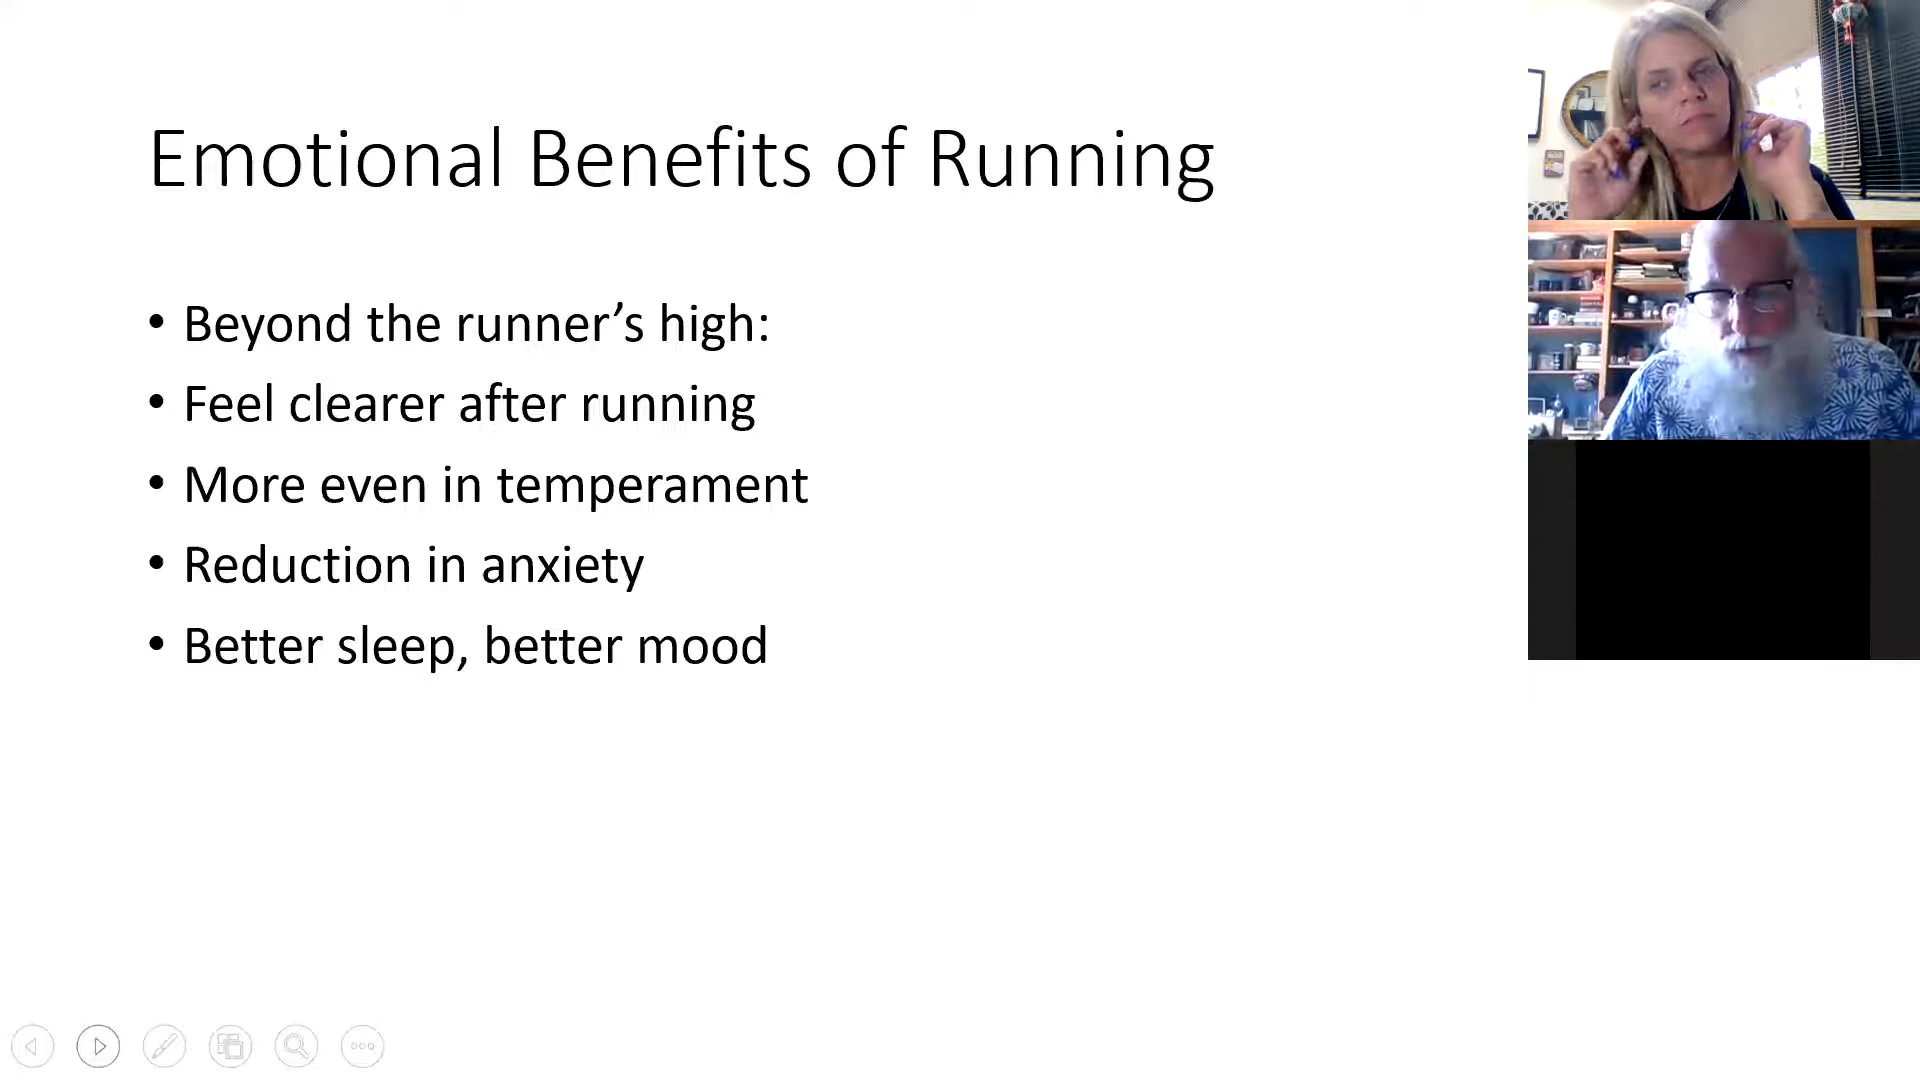 Emotional Benefits of Running
• Beyond the runner’s high:
• Feel clearer after running
• More even in temperament
• Reduction in anxiety
• Better sleep, better mood